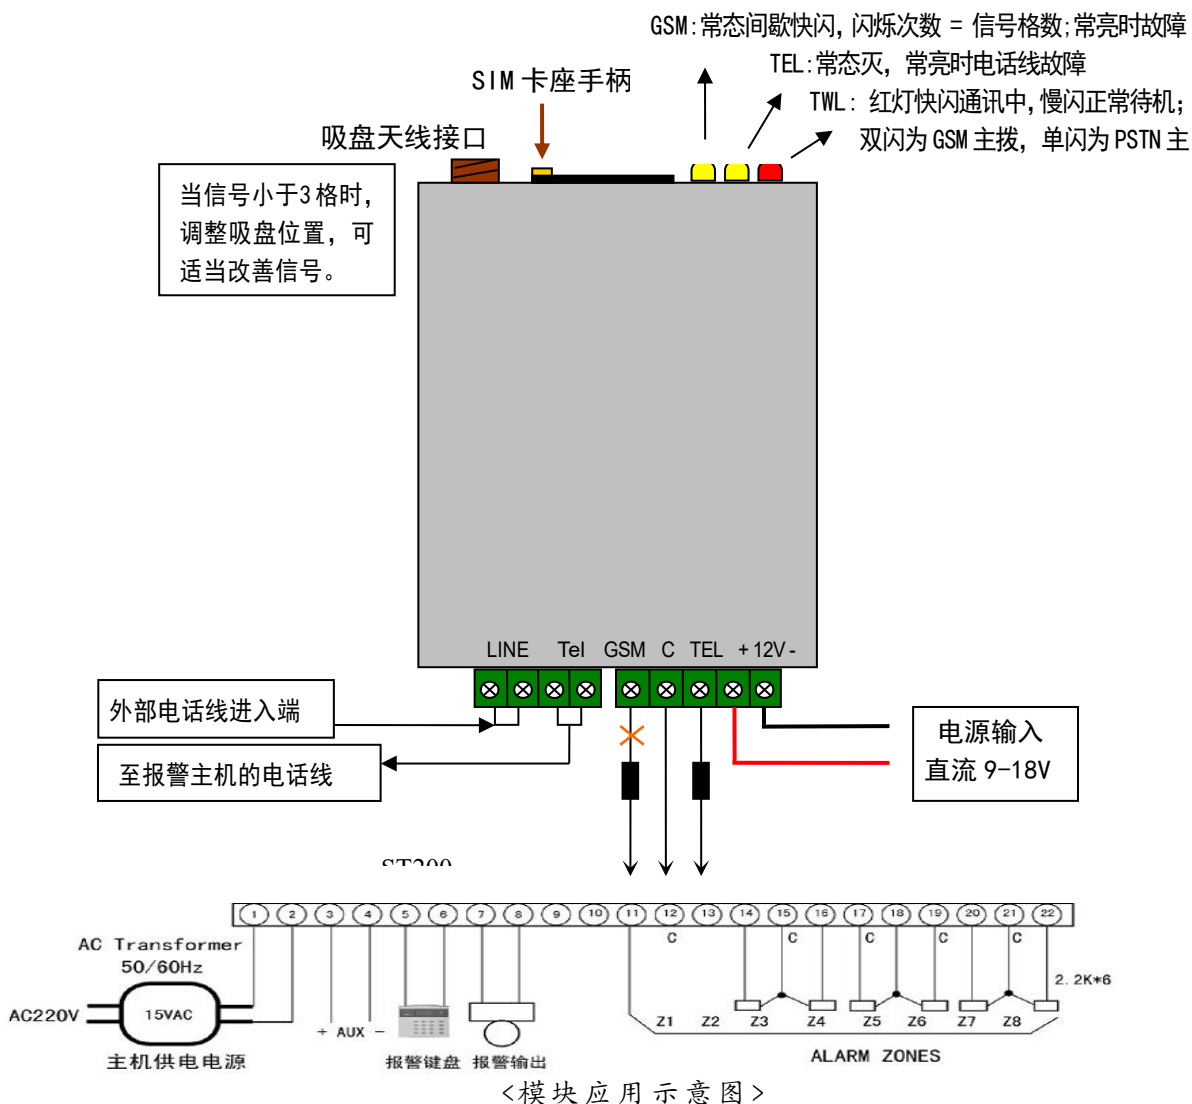 GSM:常态间歇快闪, 闪烁次数 = 信号格数;常亮时故障
TEL:常态灭，常亮时电话线故障
TWL: 红灯快闪通讯中,慢闪正常待机;
双闪为 GSM 主拨，单闪为 PSTN 主
SIM 卡座手柄
吸盘天线接口
当信号小于3格时，
调整吸盘位置，可
适当改善信号。
LINE Tel GSM C TEL + 12V -
外部电话线进入端
至报警主机的电话线
电源输入
直流 9-18V
ST200
1 2 3 4 5 6 7 8 9 10 11 12 13 14 15 16 17 18 19 20 21 22
C C C C C
AC Transformer
50/60Hz
2.2K*6
AC220V
15VAC
+ AUX -
Z1 Z2 Z3 Z4 Z5 Z6 Z7 Z8
主机供电电源
报警键盘 报警输出
ALARM ZONES
<模块应用示意图>